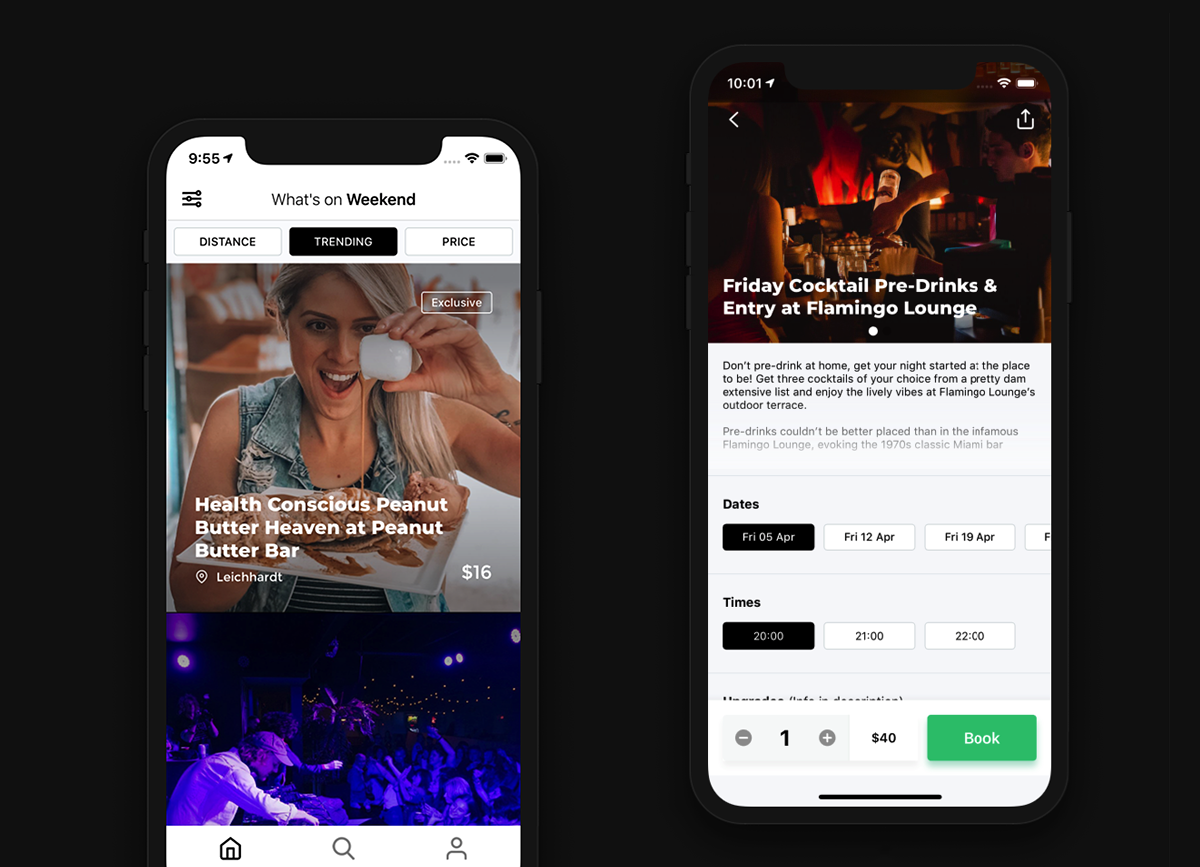 9:55
What's on Weekend
DISTANCE
TRENDING
PRICE
Exclusive
Health Conscious Peanut
Butter Heaven at Peanut
Butter Bar
Leichhardt
$16
10:01
Friday Cocktail Pre-Drinks &
Entry at Flamingo Lounge
Don't pre-drink at home, get your night started at the place
to be! Get three cocktails of your choice from a pretty dam
extensive list and enjoy the lively vibes at Flamingo Lounge's
outdoor terrace.
Pre-drinks couldn't be better placed than in the infamous
Flamingo Lounge, evoking the 1970s classic Miami bar
Dates
Fri 05 Apr
Fri 12 Apr
Fri 19 Apr
F
Times
20:00
21:00
22:00
Upgrades (Info in description)
1
$40
Book